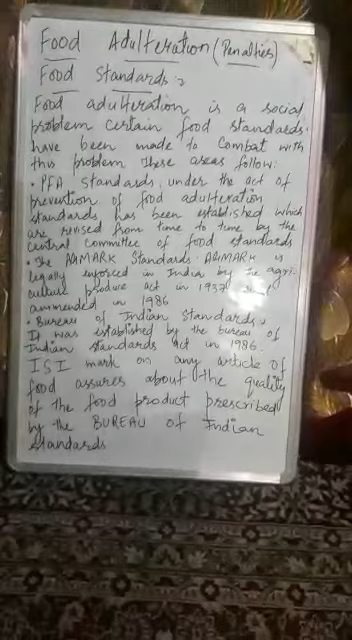 Food Adulteration (Penalties)
Food Standards :
Food adulteration is a social
problem certain food standards.
have been made to combat with
this problem these areas follow:
• PFA standards, under the act of
prevention of food adulteration
standards has been established which
are revised from time to time by the
central committee of food standards
• The AGMARK Standards. AGMARK is
legally enforced in India by the agri-
culture produce act in 1937
ammended in 1986
• Bureau of Indian Standards,
It was established by the bureau of
Indian standards act in 1986.
ISI mark on any article of
food assures about the quality
of the food product prescribed
by the BUREAU of Indian
standards